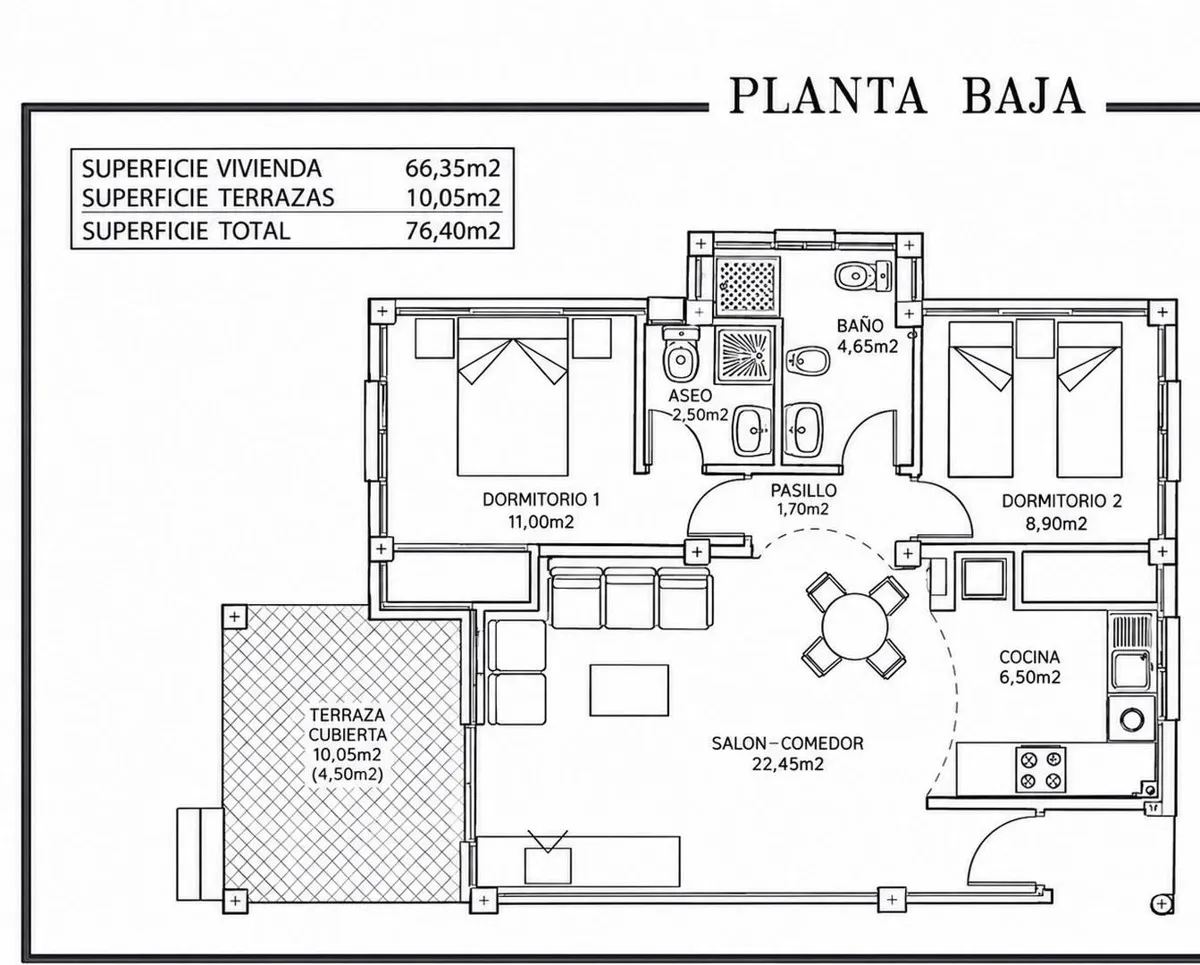 PLANTA BAJA
SUPERFICIE VIVIENDA 66,35m2
SUPERFICIE TERRAZAS 10,05m2
SUPERFICIE TOTAL 76,40m2
BAÑO
4,65m2
ASEO
2,50m2
DORMITORIO 1
11,00m2
PASILLO
1,70m2
DORMITORIO 2
8,90m2
COCINA
6,50m2
TERRAZA
CUBIERTA
10,05m2
(4,50m2)
SALON-COMEDOR
22,45m2